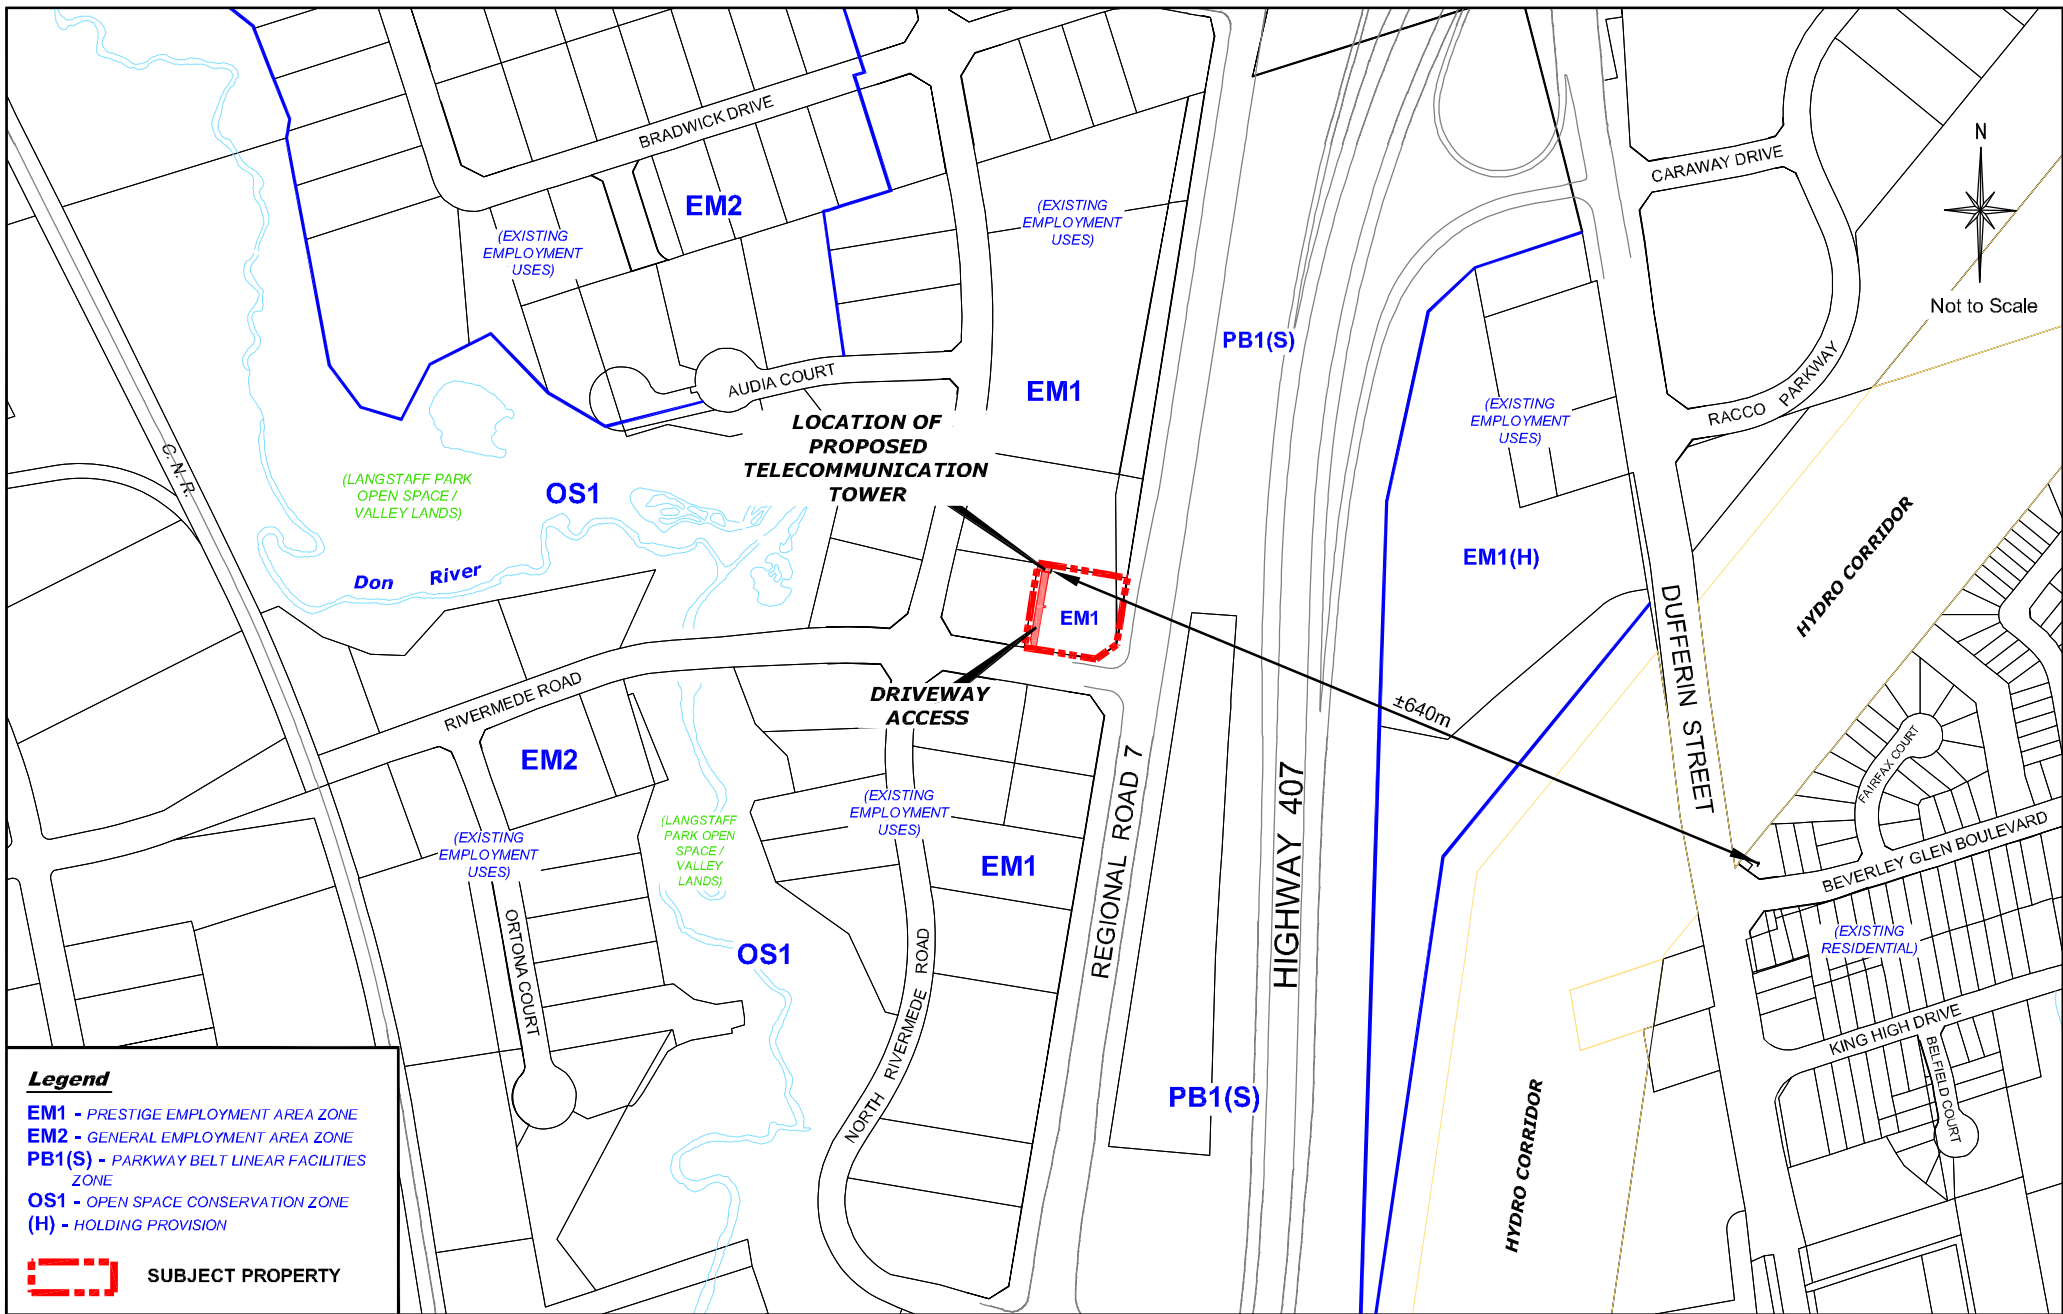 BRADWICK DRIVE
CARAWAY DRIVE
N
Not to Scale
EM2
(EXISTING
EMPLOYMENT
USES)
(EXISTING
EMPLOYMENT
USES)
PB1(S)
RACCO PARKWAY
AUDIA COURT
EM1
(EXISTING
EMPLOYMENT
USES)
LOCATION OF
PROPOSED
TELECOMMUNICATION
TOWER
C. N. R.
(LANGSTAFF PARK
OPEN SPACE /
VALLEY LANDS)
OS1
EM1(H)
HYDRO CORRIDOR
Don River
EM1
DUFFERIN STREET
RIVERMEDE ROAD
DRIVEWAY
ACCESS
±640m
EM2
REGIONAL ROAD 7
HIGHWAY 407
FAIRFAX COURT
(EXISTING
EMPLOYMENT
USES)
(EXISTING
EMPLOYMENT
USES)
(LANGSTAFF
PARK OPEN
SPACE /
VALLEY
LANDS)
EM1
BEVERLEY GLEN BOULEVARD
ORTONA COURT
OS1
NORTH RIVERMEDE ROAD
(EXISTING
RESIDENTIAL)
KING HIGH DRIVE
BELFIELD COURT
PB1(S)
HYDRO CORRIDOR
Legend
EM1 - PRESTIGE EMPLOYMENT AREA ZONE
EM2 - GENERAL EMPLOYMENT AREA ZONE
PB1(S) - PARKWAY BELT LINEAR FACILITIES
ZONE
OS1 - OPEN SPACE CONSERVATION ZONE
(H) - HOLDING PROVISION
SUBJECT PROPERTY